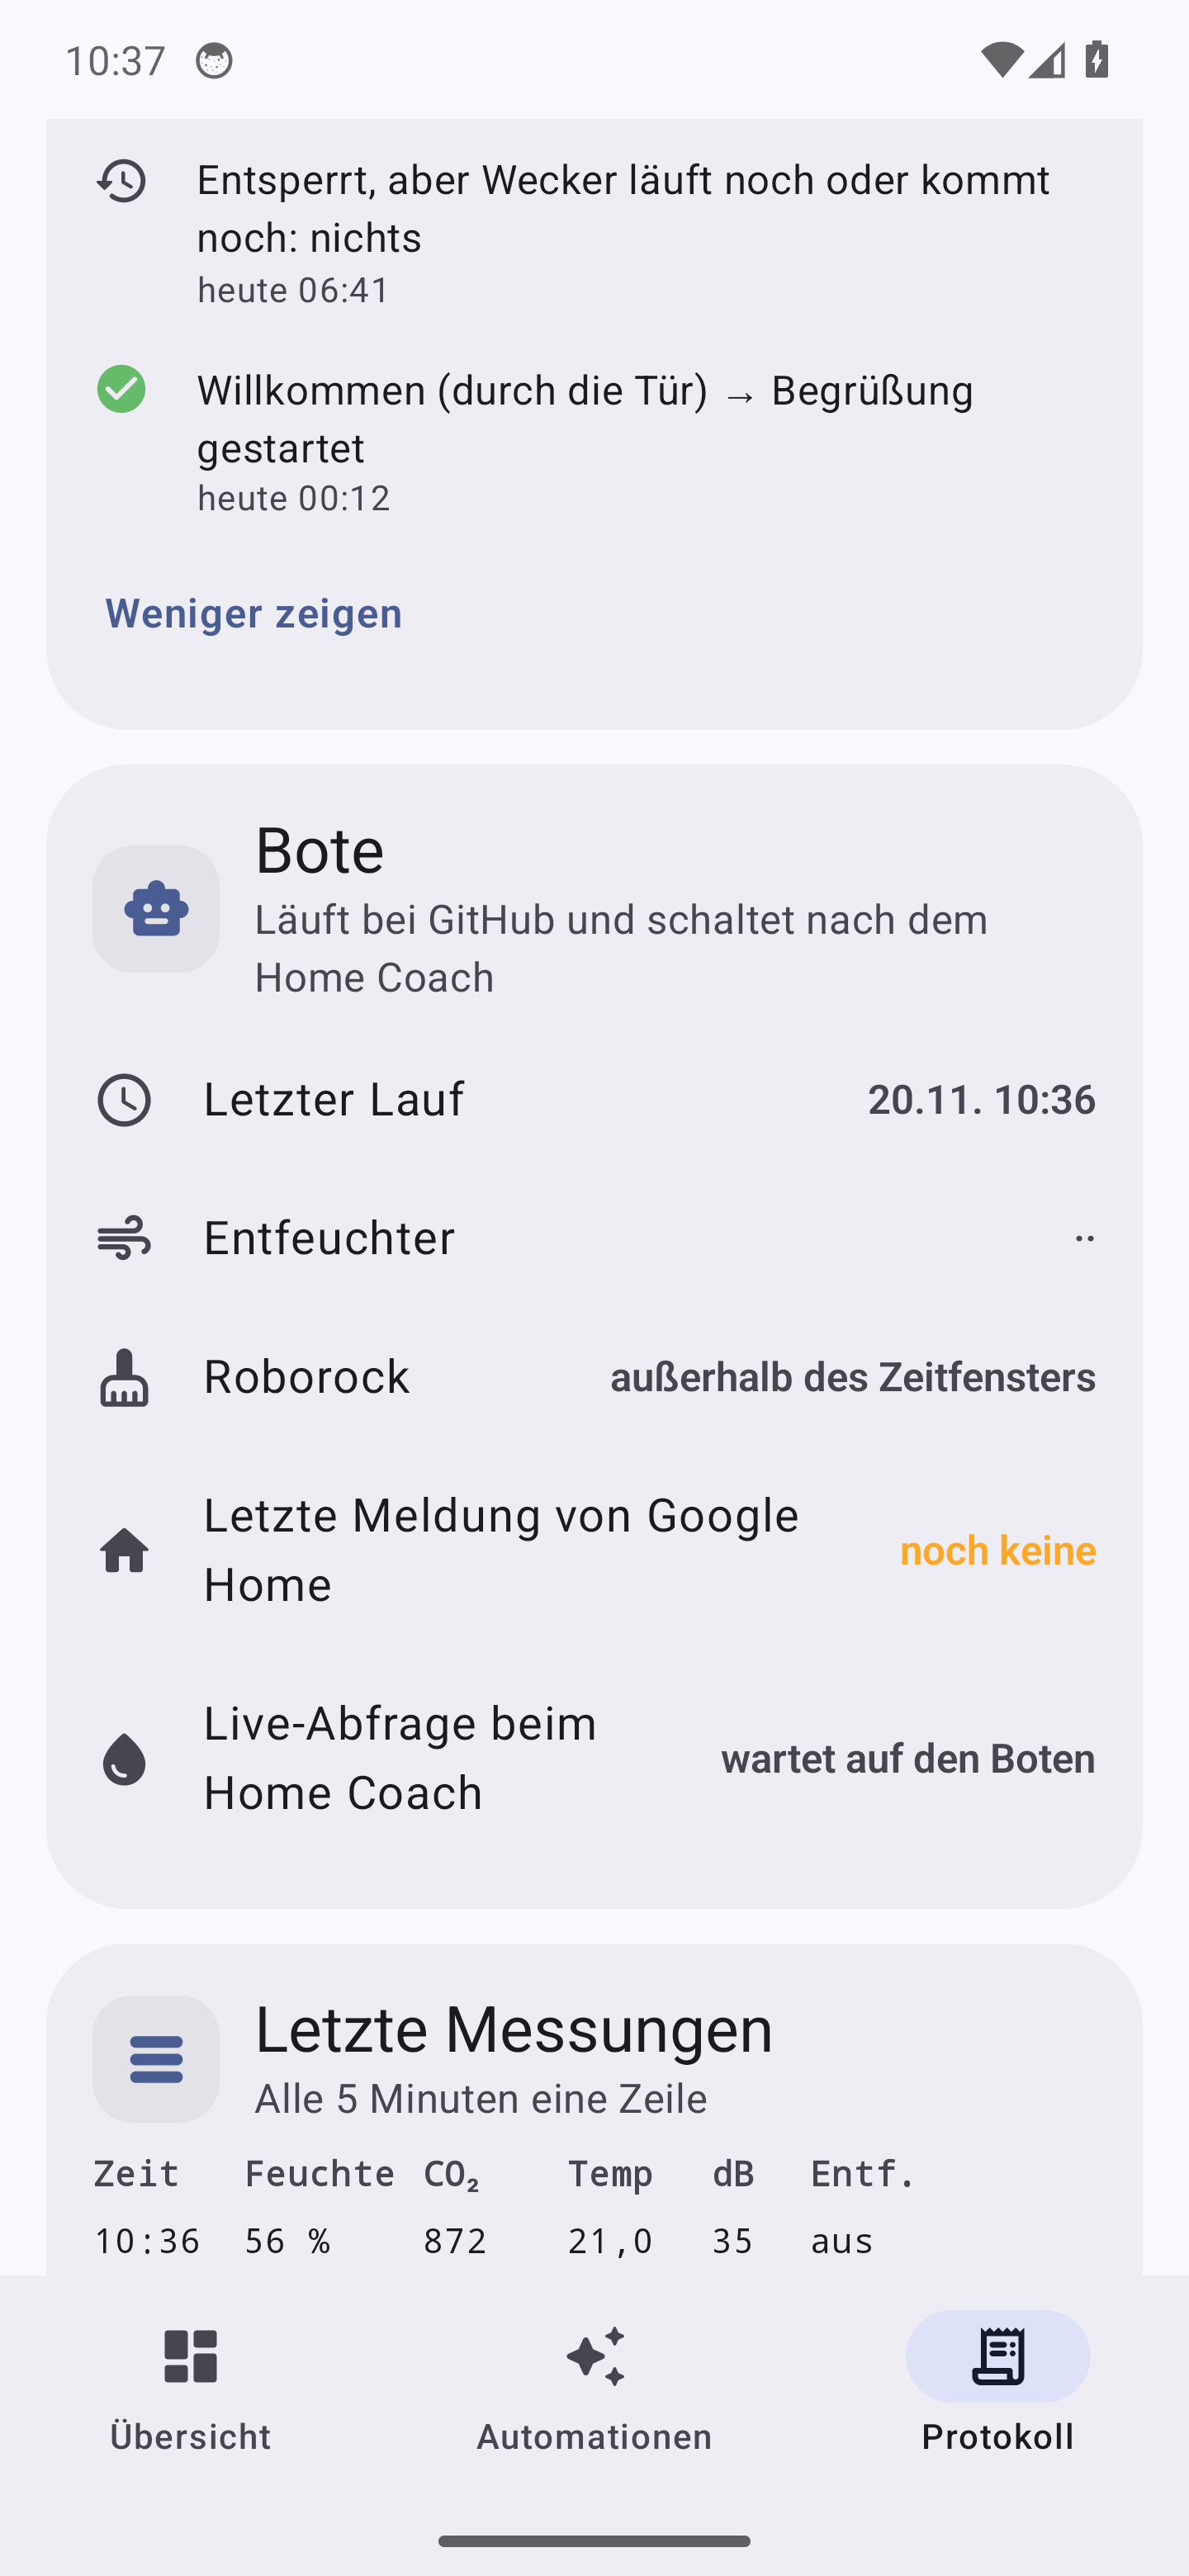 10:37
Entsperrt, aber Wecker läuft noch oder kommt
noch: nichts
heute 06:41
Willkommen (durch die Tür) → Begrüßung
gestartet
heute 00:12
Weniger zeigen
Bote
Läuft bei GitHub und schaltet nach dem
Home Coach
Letzter Lauf 20.11. 10:36
Entfeuchter ··
Roborock außerhalb des Zeitfensters
Letzte Meldung von Google
Home
noch keine
Live-Abfrage beim
Home Coach
wartet auf den Boten
Letzte Messungen
Alle 5 Minuten eine Zeile
Zeit Feuchte CO₂ Temp dB Entf.
10:36 56 % 872 21,0 35 aus
Übersicht Automationen Protokoll